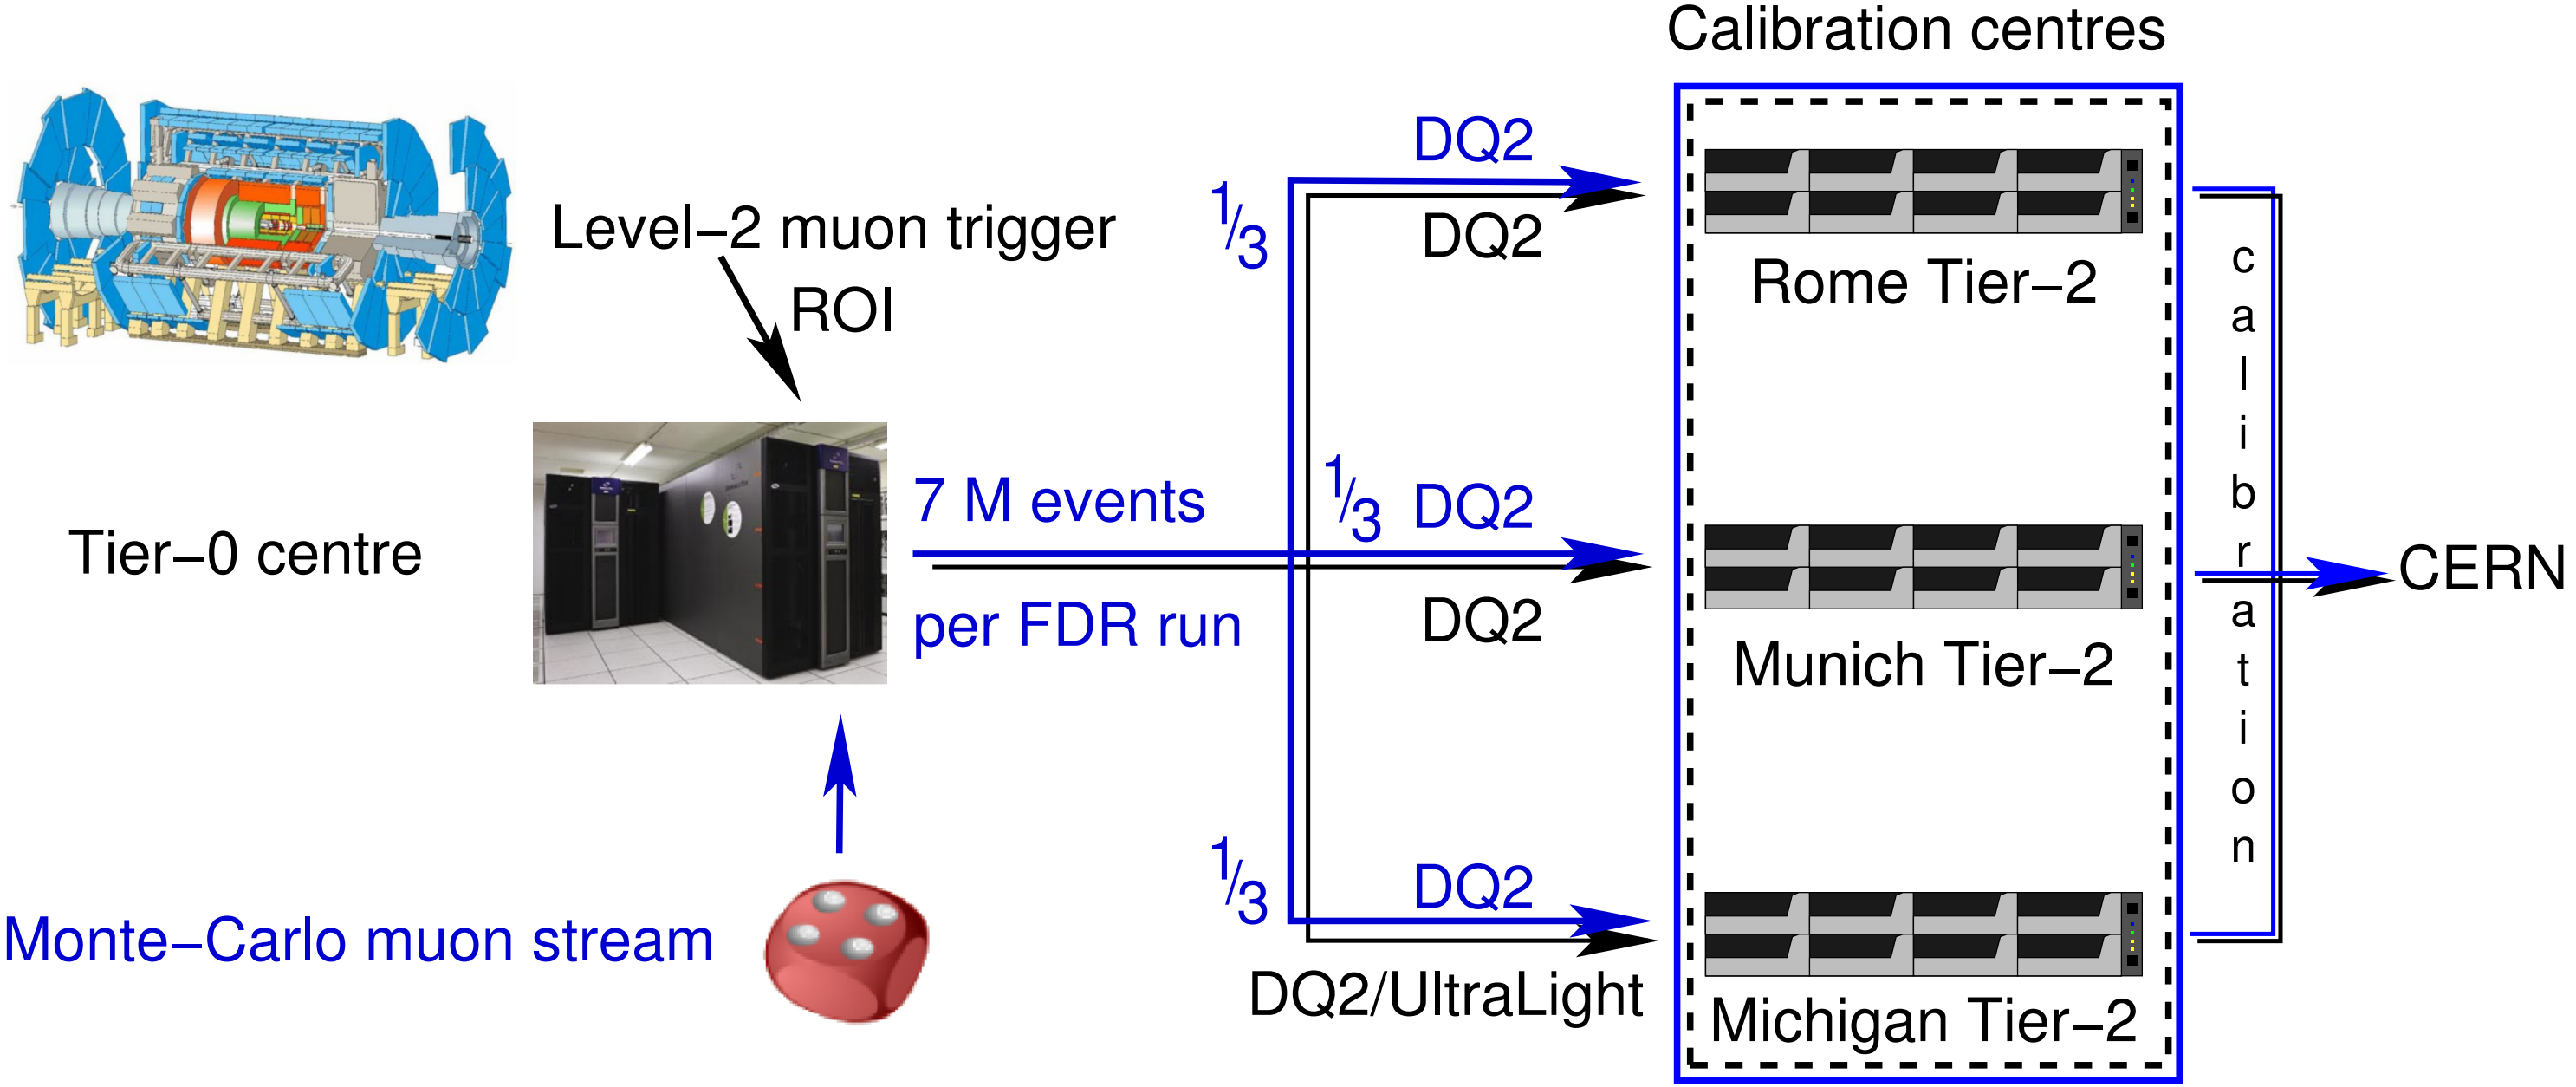 Calibration centres
DQ2
1/3
DQ2
Level−2 muon trigger
ROI
Rome Tier−2
7 M events
1/3
DQ2
Tier−0 centre
per FDR run
DQ2
Munich Tier−2
calibration
CERN
1/3
DQ2
Monte−Carlo muon stream
DQ2/UltraLight
Michigan Tier−2